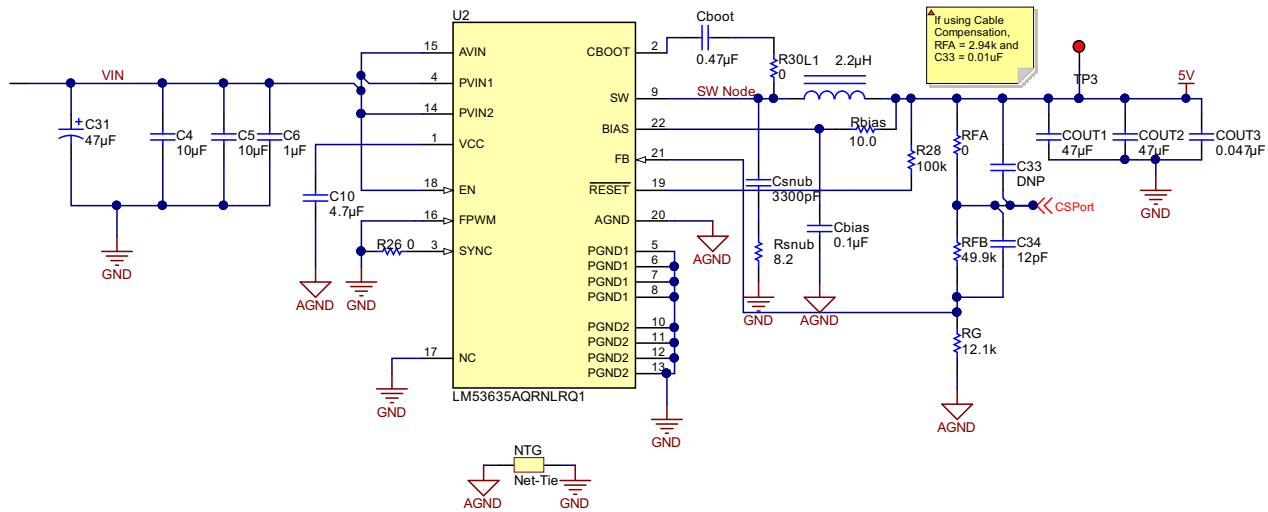 U2
Cboot
0.47µF
If using Cable
Compensation,
RFA = 2.94k and
C33 = 0.01uF
VIN
15
AVIN
CBOOT
2
R30
0
L1
2.2µH
TP3
5V
4
PVIN1
SW
9
SW Node
14
PVIN2
BIAS
22
Rbias
10.0
1
VCC
FB
21
R28
100k
18
EN
RESET
19
16
FPWM
AGND
20
3
SYNC
PGND1
5
PGND1
6
PGND1
7
PGND1
8
PGND2
10
PGND2
11
PGND2
12
PGND2
13
17
NC
LM53635AQRNLRQ1
C31
47µF
C4
10µF
C5
10µF
C6
1µF
GND
C10
4.7µF
AGND
R26 0
GND
GND
AGND
GND
Csnub
3300pF
Rsnub
8.2
GND
Cbias
0.1µF
AGND
RFA
0
C33
DNP
CSPort
RFB
49.9k
C34
12pF
RG
12.1k
AGND
COUT1
47µF
COUT2
47µF
COUT3
0.047µF
GND
NTG
Net-Tie
AGND
GND